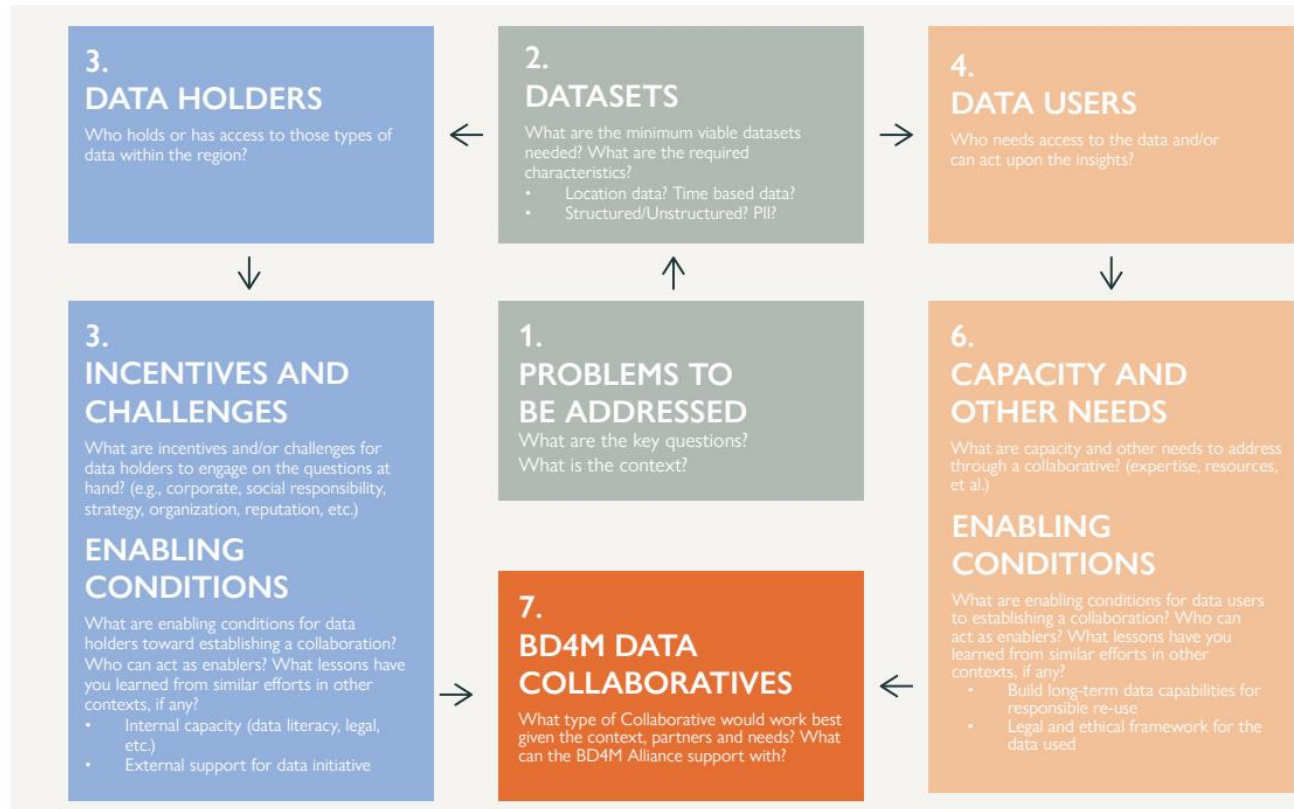 3.
DATA HOLDERS
Who holds or has access to those types of
data within the region?
2.
DATASETS
What are the minimum viable datasets
needed? What are the required
characteristics?
• Location data? Time based data?
• Structured/Unstructured? PII?
4.
DATA USERS
Who needs access to the data and/or
can act upon the insights?
3.
INCENTIVES AND
CHALLENGES
What are incentives and/or challenges for
data holders to engage on the questions at
hand? (e.g., corporate, social responsibility,
strategy, organization, reputation, etc.)
ENABLING
CONDITIONS
What are enabling conditions for data
holders toward establishing a collaboration?
Who can act as enablers? What lessons have
you learned from similar efforts in other
contexts, if any?
• Internal capacity (data literacy, legal,
etc.)
• External support for data initiative
1.
PROBLEMS TO
BE ADDRESSED
What are the key questions?
What is the context?
7.
BD4M DATA
COLLABORATIVES
What type of Collaborative would work best
given the context, partners and needs? What
can the BD4M Alliance support with?
6.
CAPACITY AND
OTHER NEEDS
What are capacity and other needs to address
through a collaborative? (expertise, resources,
et al.)
ENABLING
CONDITIONS
What are enabling conditions for data users
to establishing a collaboration? Who can
act as enablers? What lessons have you
learned from similar efforts in other
contexts, if any?
• Build long-term data capabilities for
responsible re-use
• Legal and ethical framework for the
data used